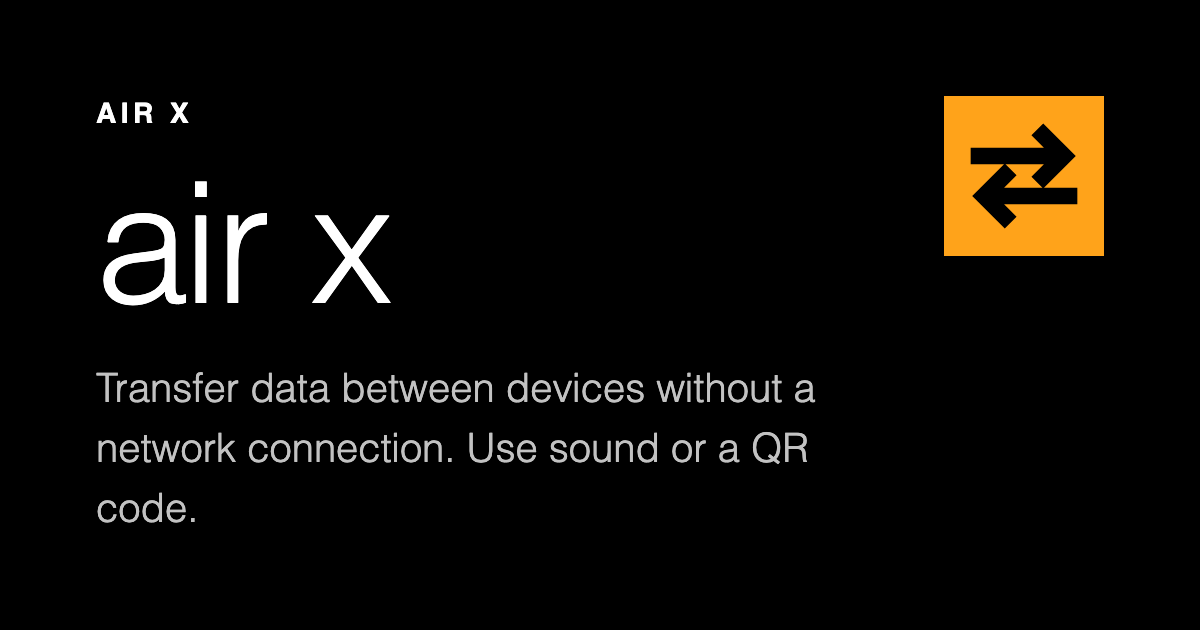 AIR X
air x
Transfer data between devices without a
network connection. Use sound or a QR
code.